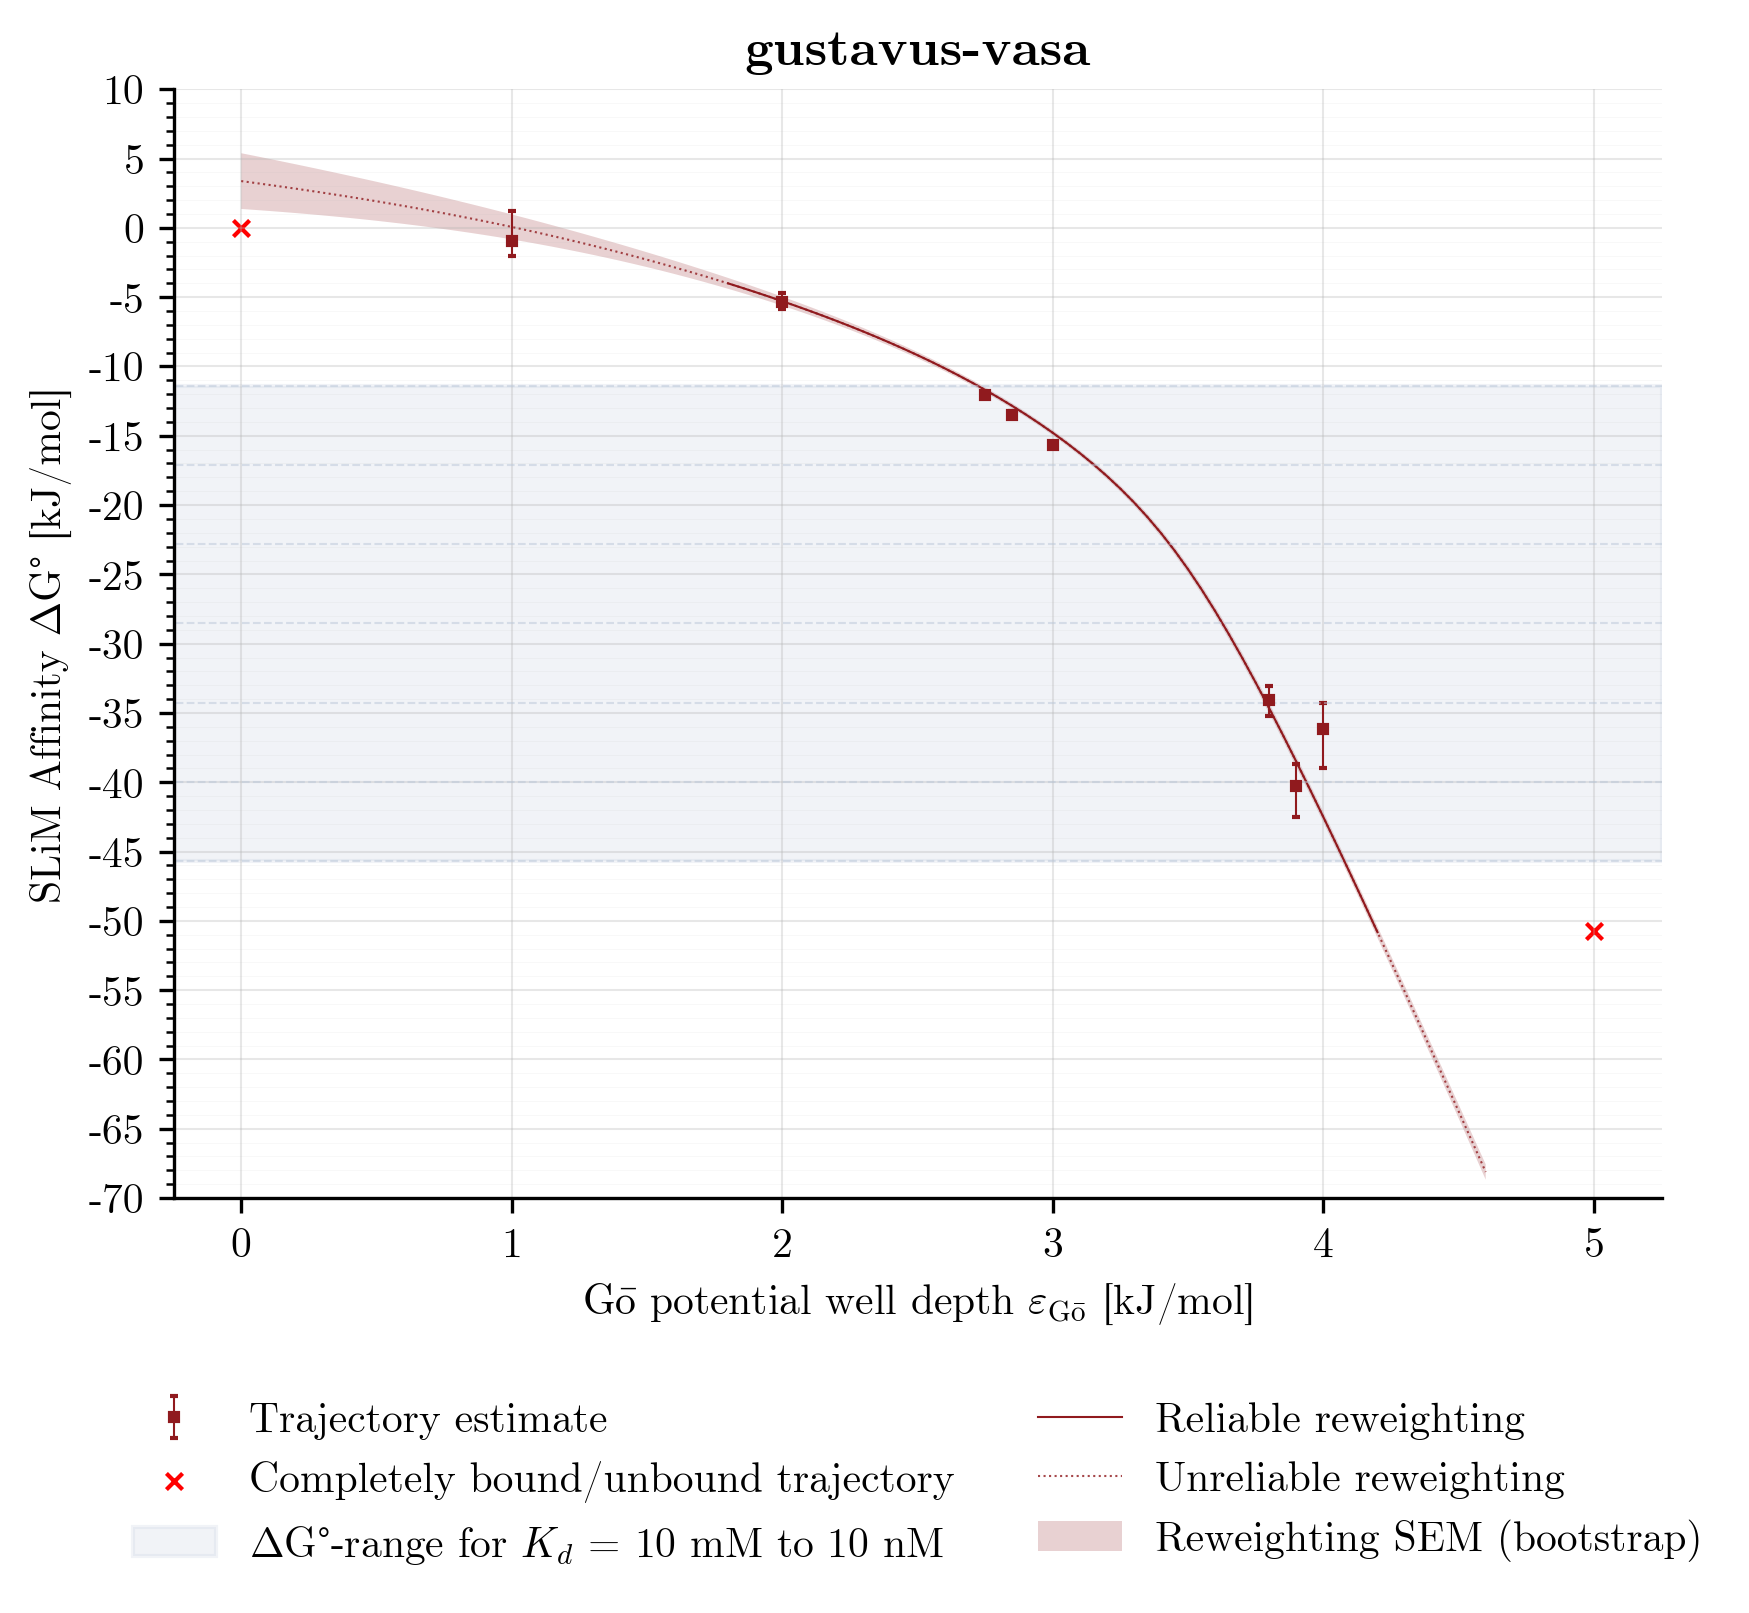 gustavus-vasa
10
5
0
-5
-10
-15
-20
-25
-30
-35
-40
-45
-50
-55
-60
-65
-70
SLiM Affinity ΔG° [kJ/mol]
0 1 2 3 4 5
Gō potential well depth εGō [kJ/mol]
Trajectory estimate
Completely bound/unbound trajectory
ΔG°-range for Kd = 10 mM to 10 nM
Reliable reweighting
Unreliable reweighting
Reweighting SEM (bootstrap)